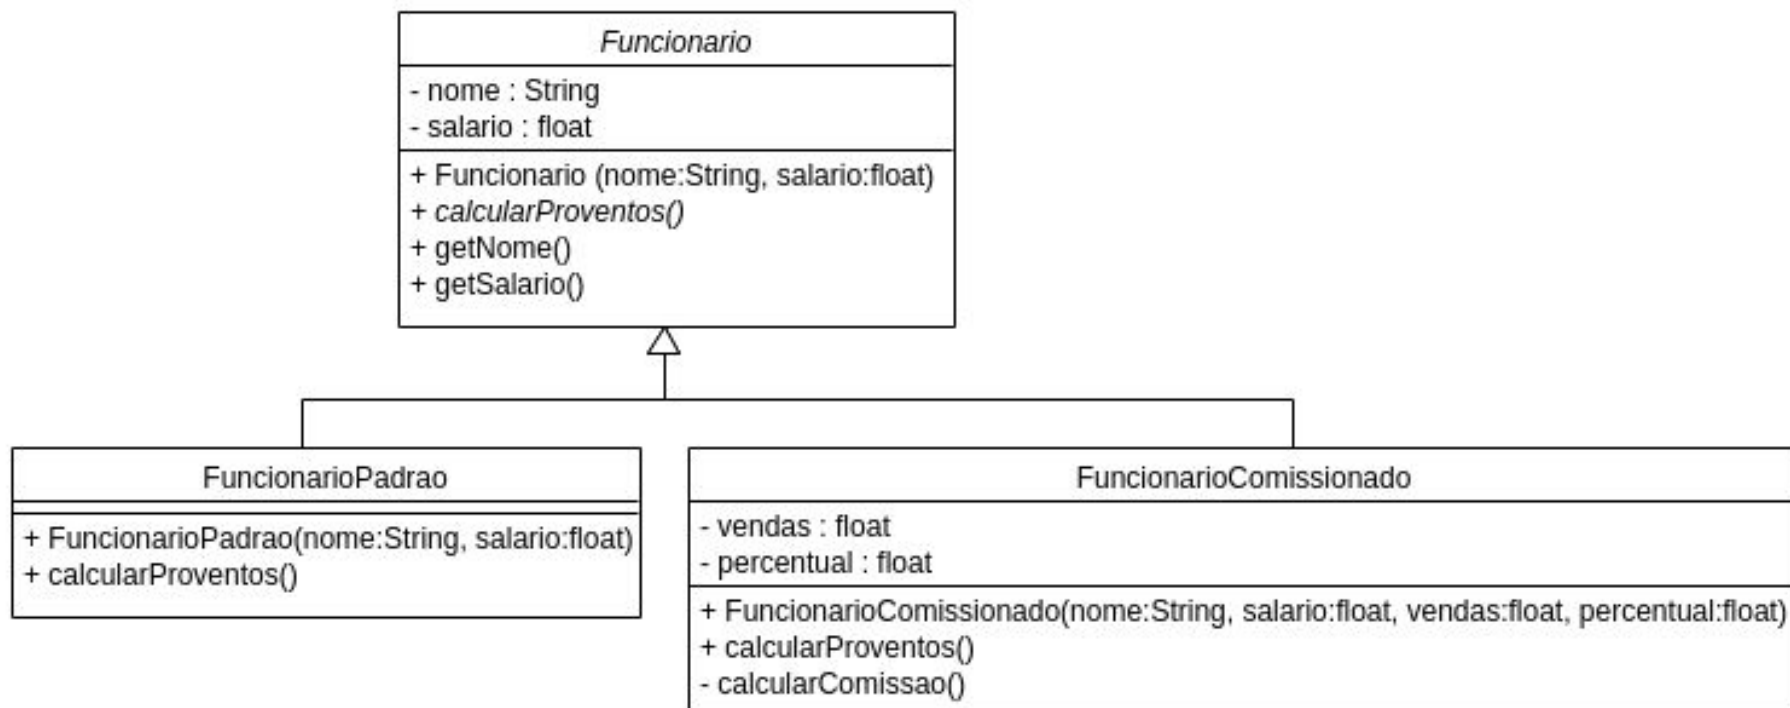 Funcionario
- nome : String
- salario : float
+ Funcionario (nome:String, salario:float)
+ calcularProventos()
+ getNome()
+ getSalario()
FuncionarioPadrao
+ FuncionarioPadrao(nome:String, salario:float)
+ calcularProventos()
FuncionarioComissionado
- vendas : float
- percentual : float
+ FuncionarioComissionado(nome:String, salario:float, vendas:float, percentual:float)
+ calcularProventos()
- calcularComissao()